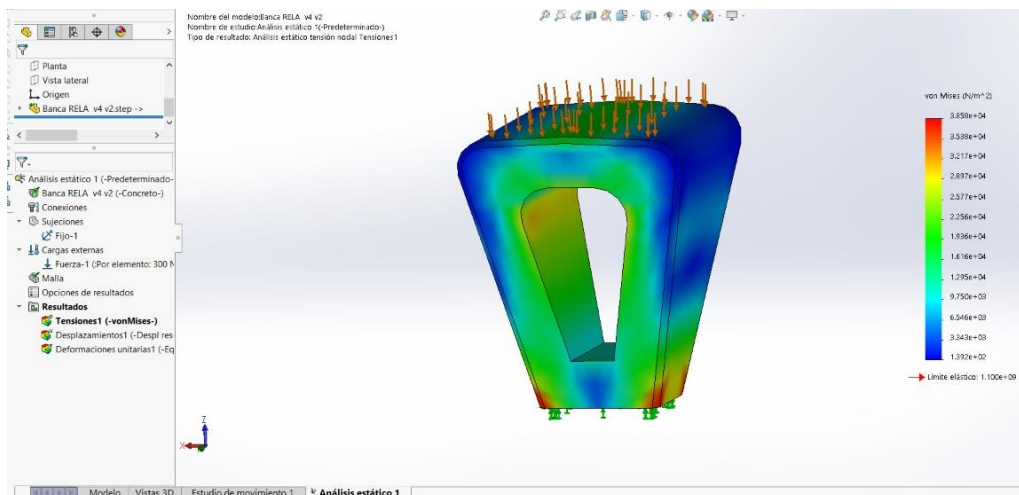 Nombre del modelo:Banca RELA v4 v2
Nombre de estudio:Análisis estático 1(-Predeterminado-)
Tipo de resultado: Análisis estático tensión nodal Tensiones1
Planta
Vista lateral
Origen
Banca RELA v4 v2.step ->
Análisis estático 1 (-Predeterminado-
Banca RELA v4 v2 (-Concreto-)
Conexiones
Sujeciones
Fijo-1
Cargas externas
Fuerza-1 (:Por elemento: 300 N
Malla
Opciones de resultados
Resultados
Tensiones1 (-vonMises-)
Desplazamientos1 (-Despl res-
Deformaciones unitarias1 (-Eq
von Mises (N/m^2)
3.858e+04
3.538e+04
3.217e+04
2.897e+04
2.577e+04
2.256e+04
1.936e+04
1.616e+04
1.295e+04
9.750e+03
6.546e+03
3.343e+03
1.392e+02
Límite elástico: 1.100e+09
Z
X
Modelo
Vistas 3D
Estudio de movimiento 1
Análisis estático 1